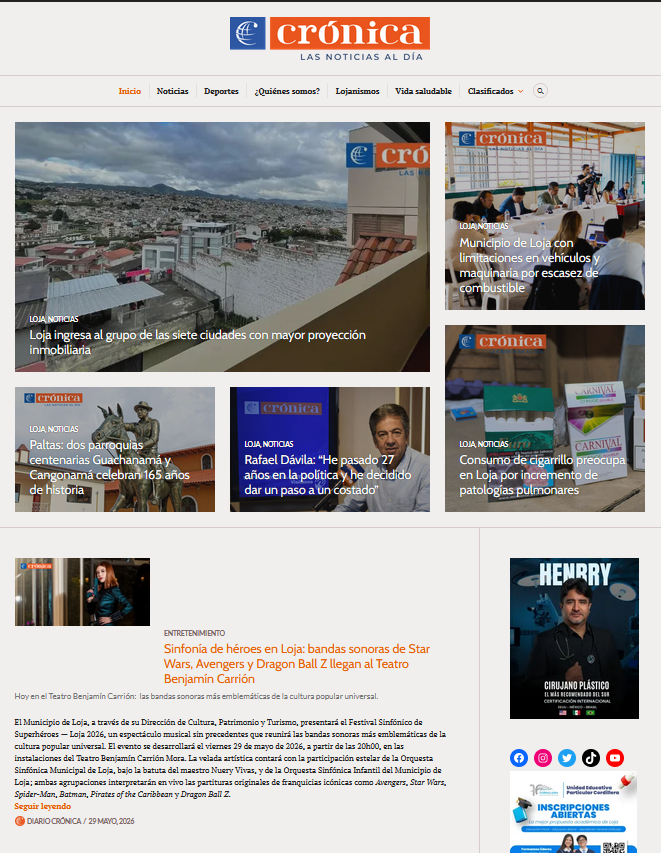 crónica
LAS NOTICIAS AL DÍA
Inicio
Noticias
Deportes
¿Quiénes somos?
Lojanismos
Vida saludable
Clasificados
LOJA, NOTICIAS
Loja ingresa al grupo de las siete ciudades con mayor proyección
inmobiliaria
crónica
LAS NOTICIAS AL DÍA
LOJA, NOTICIAS
Municipio de Loja con
limitaciones en vehículos y
maquinaria por escasez de
combustible
crónica
LOJA, NOTICIAS
Paltas: dos parroquias
centenarias Guachanamá y
Cangonamá celebran 165 años
de historia
crónica
LOJA, NOTICIAS
Rafael Dávila: “He pasado 27
años en la política y he decidido
dar un paso a un costado”
crónica
CARNIVAL
CARNIVAL
LOJA, NOTICIAS
Consumo de cigarrillo preocupa
en Loja por incremento de
patologías pulmonares
crónica
ENTRETENIMIENTO
Sinfonía de héroes en Loja: bandas sonoras de Star
Wars, Avengers y Dragon Ball Z llegan al Teatro
Benjamín Carrión
Hoy en el Teatro Benjamín Carrión: las bandas sonoras más emblemáticas de la cultura popular universal.
El Municipio de Loja, a través de su Dirección de Cultura, Patrimonio y Turismo, presentará el Festival Sinfónico de
Superhéroes — Loja 2026, un espectáculo musical sin precedentes que reunirá las bandas sonoras más emblemáticas de la
cultura popular universal. El evento se desarrollará el viernes 29 de mayo de 2026, a partir de las 20h00, en las
instalaciones del Teatro Benjamín Carrión Mora. La velada artística contará con la participación estelar de la Orquesta
Sinfónica Municipal de Loja, bajo la batuta del maestro Nuery Vivas, y de la Orquesta Sinfónica Infantil del Municipio de
Loja; ambas agrupaciones interpretarán en vivo las partituras originales de franquicias icónicas como Avengers, Star Wars,
Spider-Man, Batman, Pirates of the Caribbean y Dragon Ball Z.
Seguir leyendo
DIARIO CRÓNICA / 29 MAYO, 2026
HENRRY
CIRUJANO PLÁSTICO
EL MÁS RECOMENDADO DEL SUR
CERTIFICACIÓN INTERNACIONAL
EEUU - MÉXICO - BRASIL
Unidad Educativa
Particular Cordillera
INSCRIPCIONES
ABIERTAS
La mejor propuesta académica de Loja